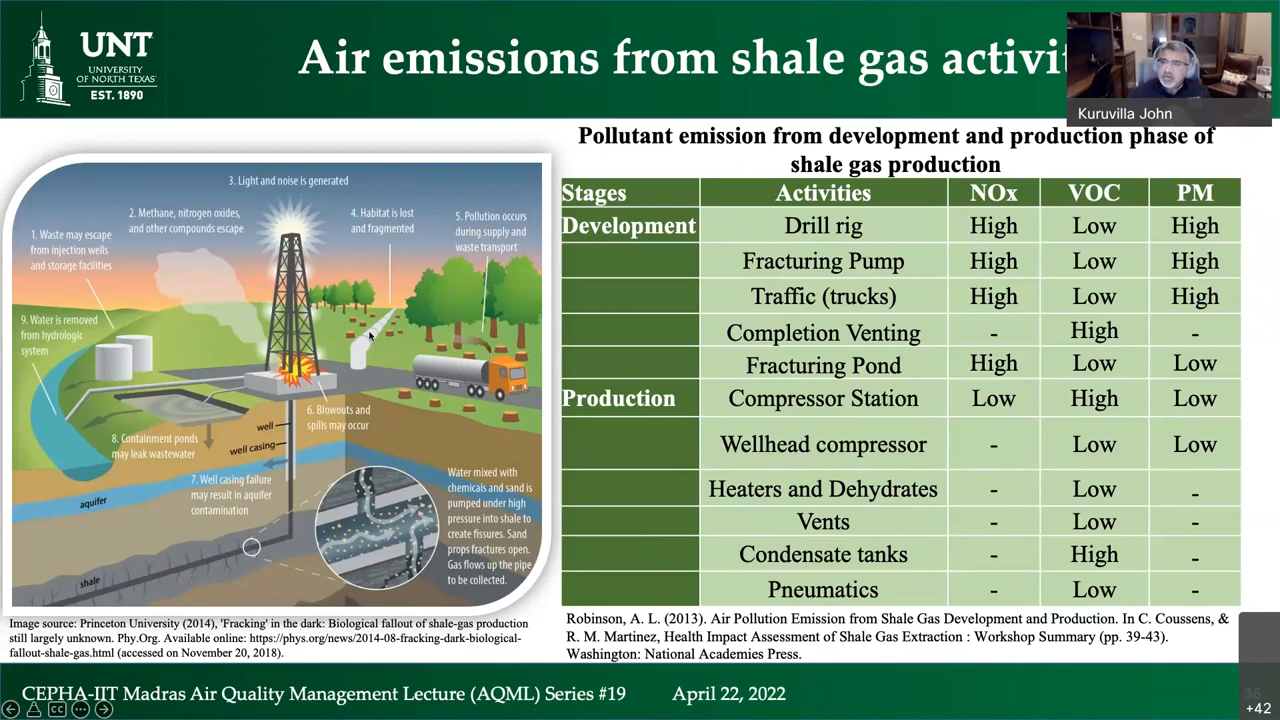 UNT
UNIVERSITY
OF NORTH TEXAS
EST. 1890
Air emissions from shale gas activit
Kuruvilla John
3. Light and noise is generated
2. Methane, nitrogen oxides,
and other compounds escape
4. Habitat is lost
and fragmented
5. Pollution occurs
during supply and
waste transport
1. Waste may escape
from injection wells
and storage facilities
9. Water is removed
from hydrologic
system
6. Blowouts and
spills may occur
well
well casing
8. Containment ponds
may leak wastewater
7. Well casing failure
may result in aquifer
contamination
aquifer
Water mixed with
chemicals and sand is
pumped under high
pressure into shale to
create fissures. Sand
props fractures open.
Gas flows up the pipe
to be collected.
shale
Image source: Princeton University (2014), 'Fracking' in the dark: Biological fallout of shale-gas production
still largely unknown. Phy.Org. Available online: https://phys.org/news/2014-08-fracking-dark-biological-
fallout-shale-gas.html (accessed on November 20, 2018).
Pollutant emission from development and production phase of
shale gas production
Stages Activities NOx VOC PM
Development Drill rig High Low High
Fracturing Pump High Low High
Traffic (trucks) High Low High
Completion Venting - High -
Fracturing Pond High Low Low
Production Compressor Station Low High Low
Wellhead compressor - Low Low
Heaters and Dehydrates - Low -
Vents - Low -
Condensate tanks - High -
Pneumatics - Low -
Robinson, A. L. (2013). Air Pollution Emission from Shale Gas Development and Production. In C. Coussens, &
R. M. Martinez, Health Impact Assessment of Shale Gas Extraction : Workshop Summary (pp. 39-43).
Washington: National Academies Press.
CEPHA-IIT Madras Air Quality Management Lecture (AQML) Series #19 April 22, 2022
36
+42